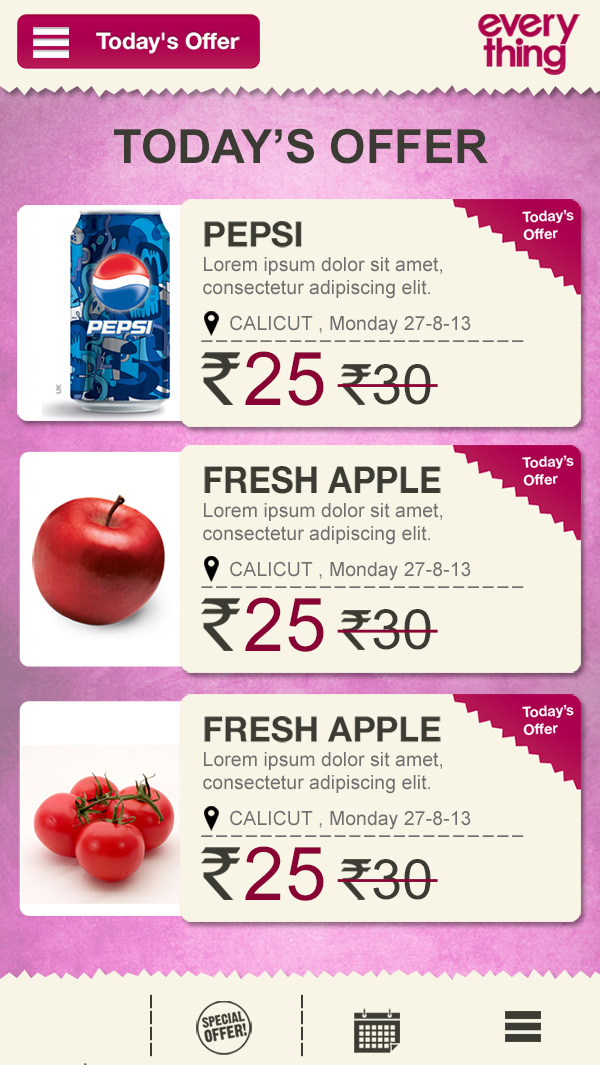 Today's Offer
every
thing
TODAY’S OFFER
Today’s
Offer
PEPSI
Lorem ipsum dolor sit amet,
consectetur adipiscing elit.
CALICUT , Monday 27-8-13
₹25 ₹30
PEPSI
UK
Today’s
Offer
FRESH APPLE
Lorem ipsum dolor sit amet,
consectetur adipiscing elit.
CALICUT , Monday 27-8-13
₹25 ₹30
Today’s
Offer
FRESH APPLE
Lorem ipsum dolor sit amet,
consectetur adipiscing elit.
CALICUT , Monday 27-8-13
₹25 ₹30
SPECIAL
OFFER!